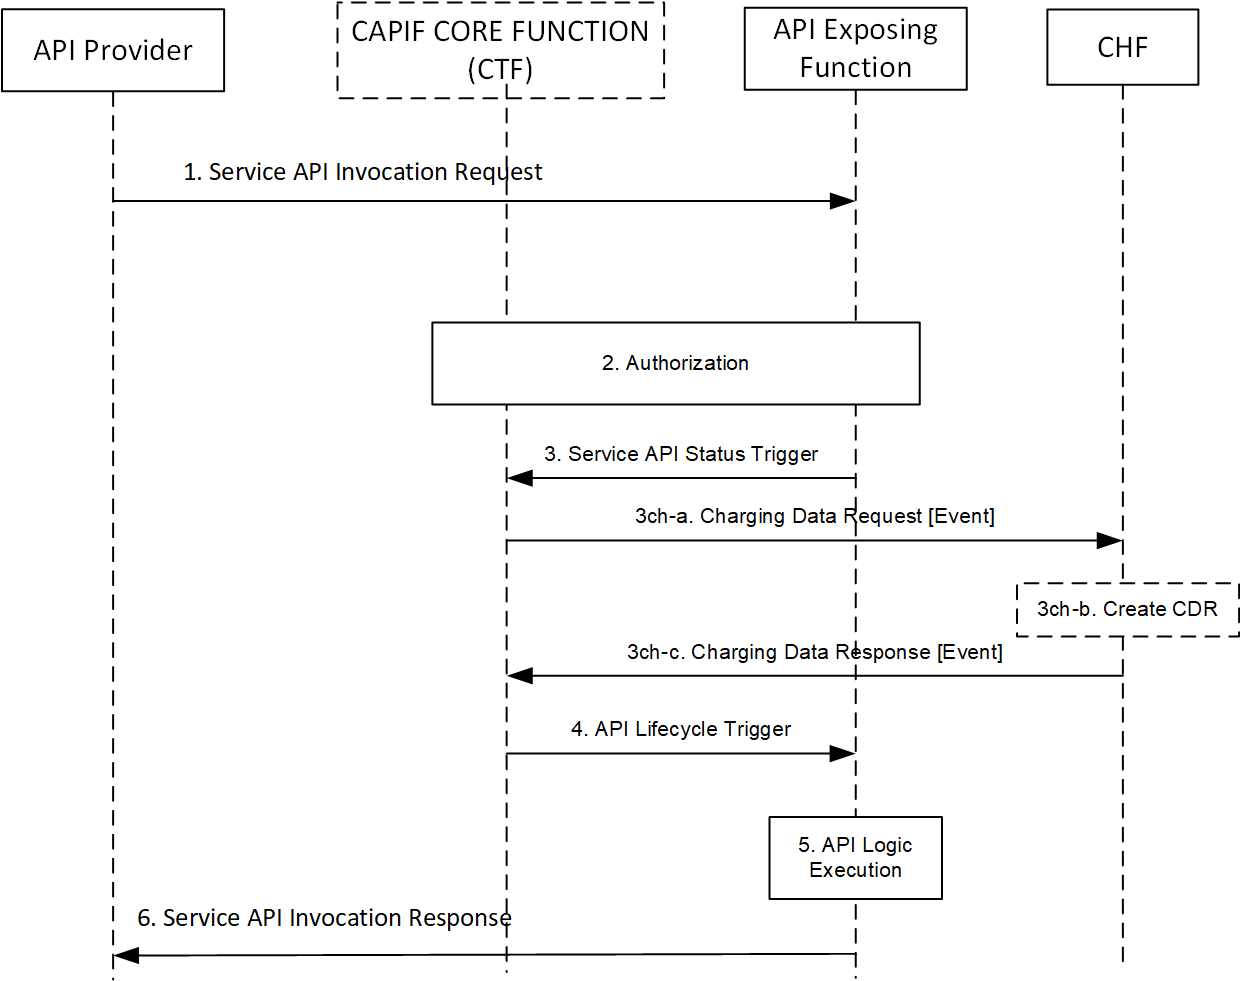 API Provider
CAPIF CORE FUNCTION
(CTF)
API Exposing
Function
CHF
1. Service API Invocation Request
2. Authorization
3. Service API Status Trigger
3ch-a. Charging Data Request [Event]
3ch-b. Create CDR
3ch-c. Charging Data Response [Event]
4. API Lifecycle Trigger
5. API Logic
Execution
6. Service API Invocation Response